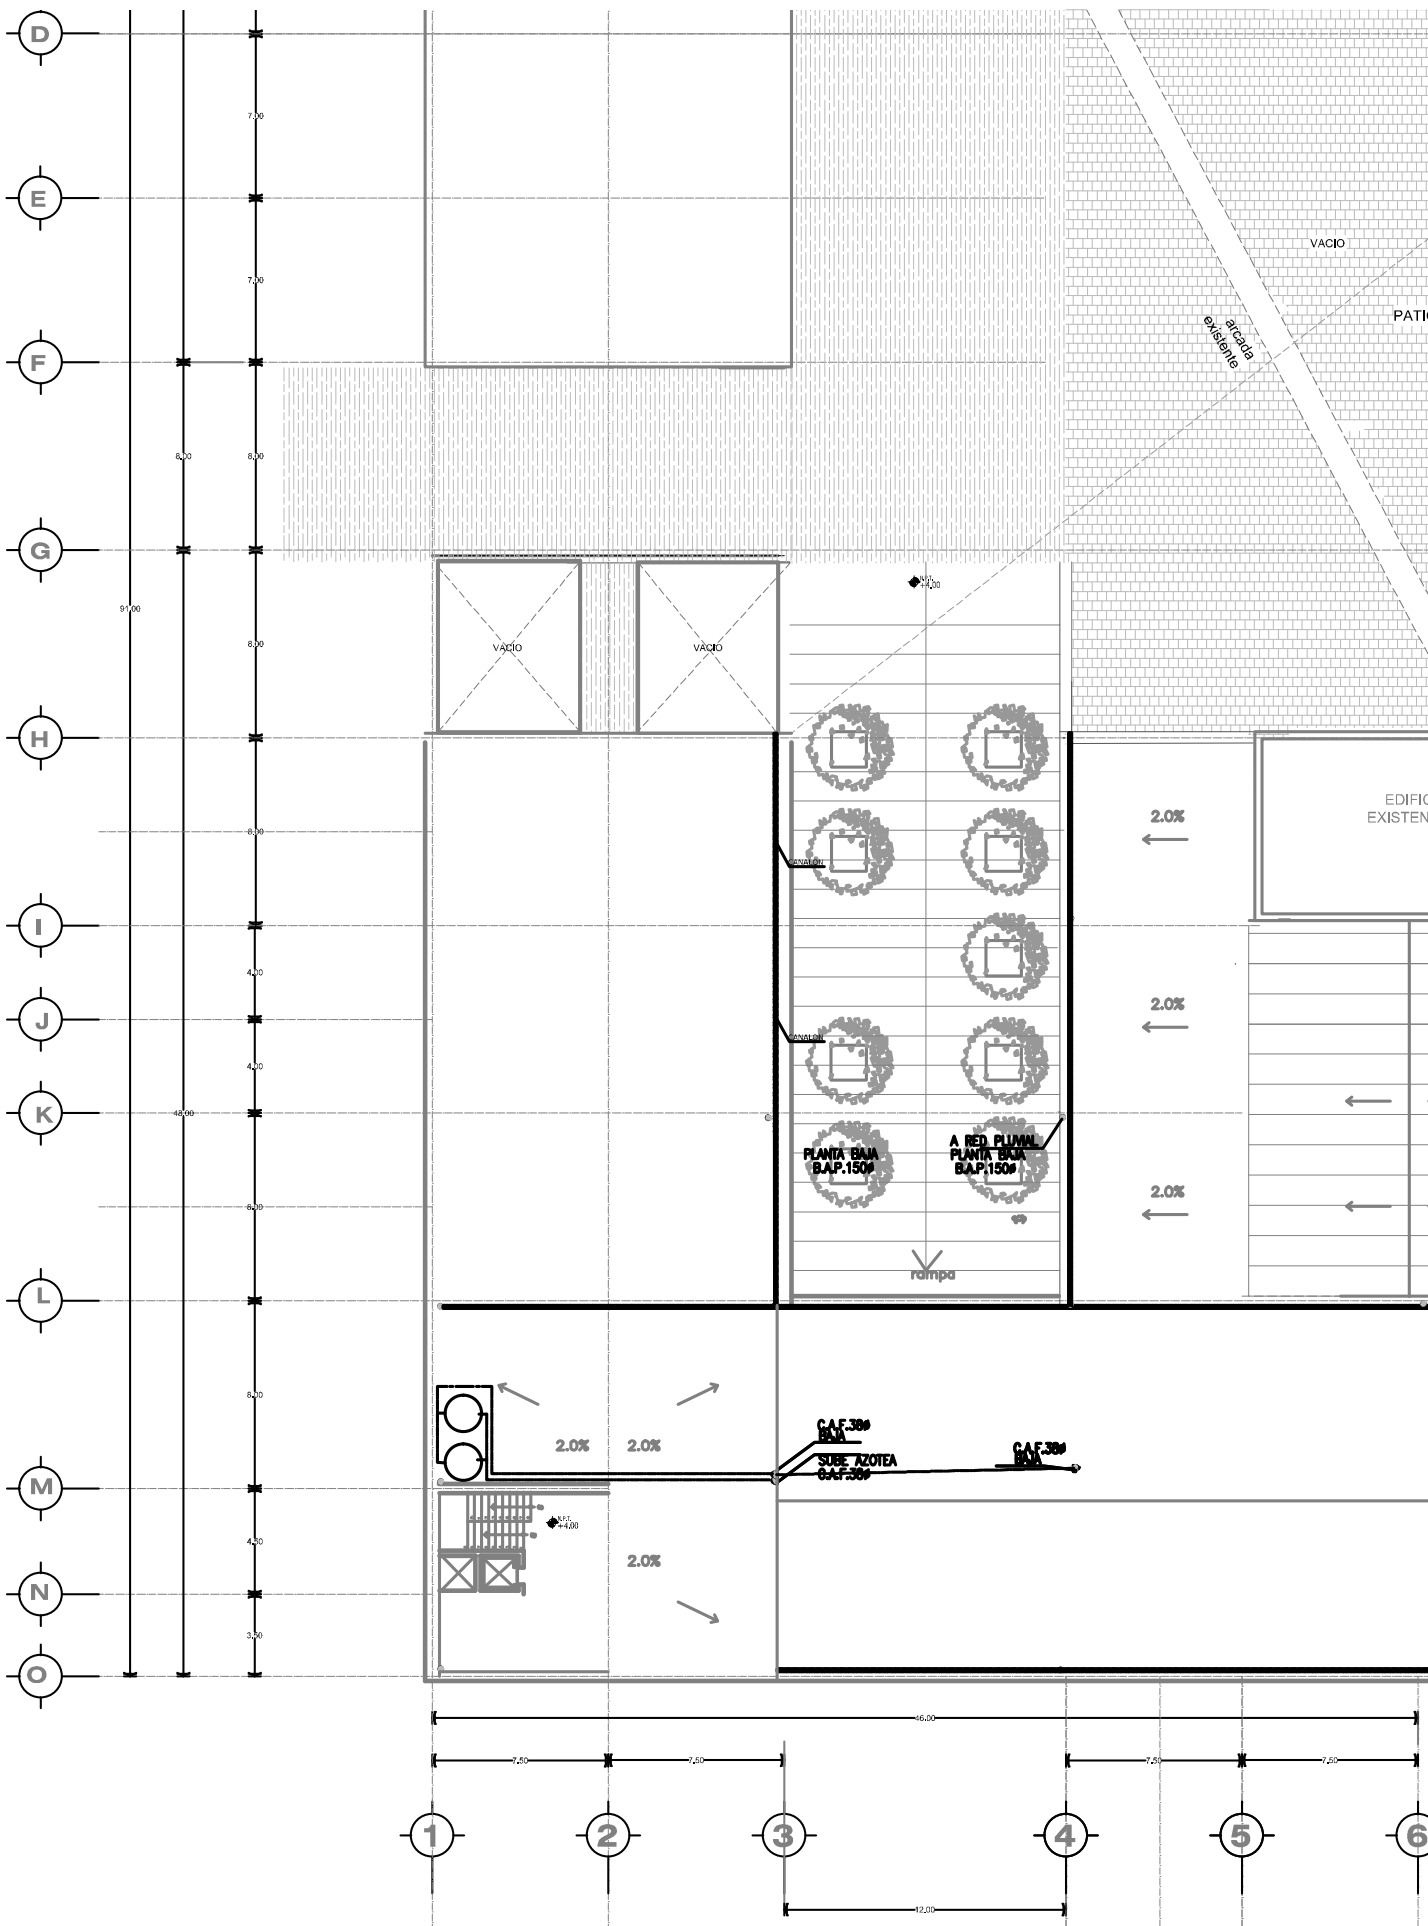 D
7.00
E
VACIO
7.00
arcada
existente
F
8.00
8.00
G
N.P.T.
+4.00
91.00
8.00
VACIO
VACIO
H
2.0%
8.00
CANALON
I
4.00
2.0%
J
CANALON
4.00
K
48.00
A RED PLUVIAL
PLANTA BAJA
B.A.P.150ø
PLANTA BAJA
B.A.P.150ø
2.0%
8.00
rampa
L
8.00
C.A.F.38ø
BAJA
2.0%
2.0%
C.A.F.38ø
BAJA
SUBE AZOTEA
C.A.F.38ø
M
N.P.T.
+4.00
4.50
2.0%
N
3.50
O
46.00
7.50
7.50
7.50
7.50
1
2
3
4
5
6
12.00